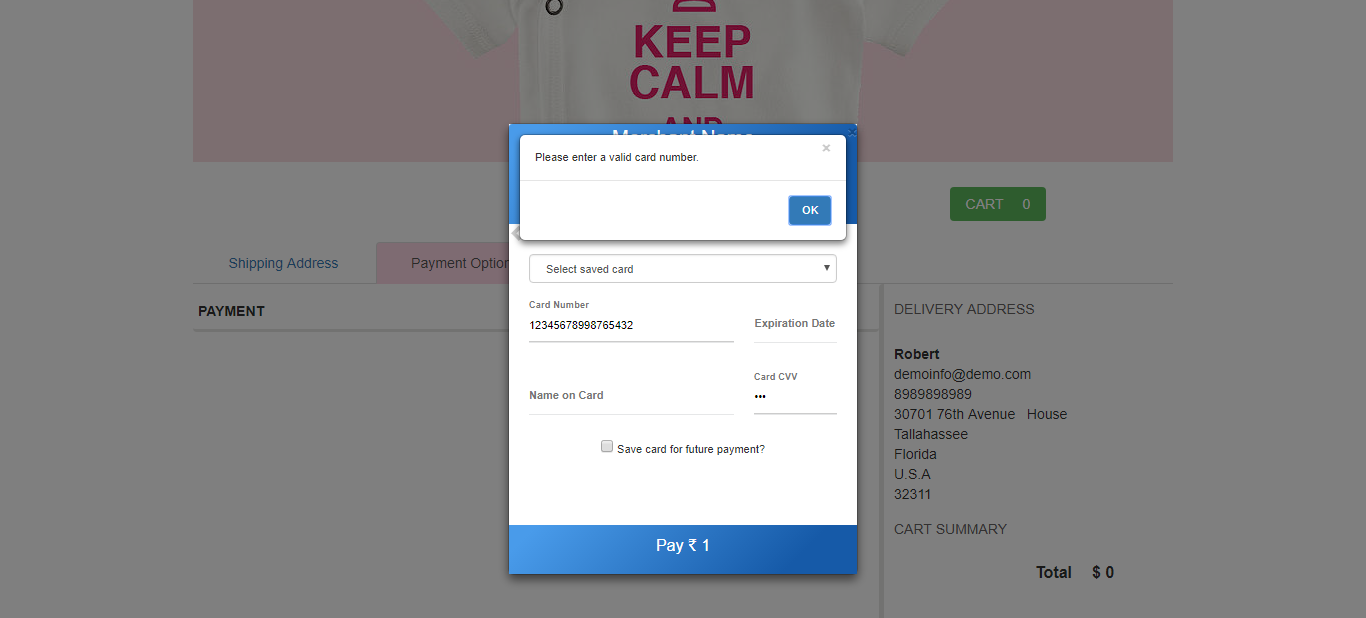 KEEP
CALM
AND
Merchant Name
×
Please enter a valid card number.
OK
CART 0
Shipping Address
Payment Option
Select saved card
PAYMENT
Card Number
12345678998765432
Expiration Date
Name on Card
Card CVV
•••
Save card for future payment?
Pay ₹ 1
DELIVERY ADDRESS
Robert
demoinfo@demo.com
8989898989
30701 76th Avenue House
Tallahassee
Florida
U.S.A
32311
CART SUMMARY
Total $ 0